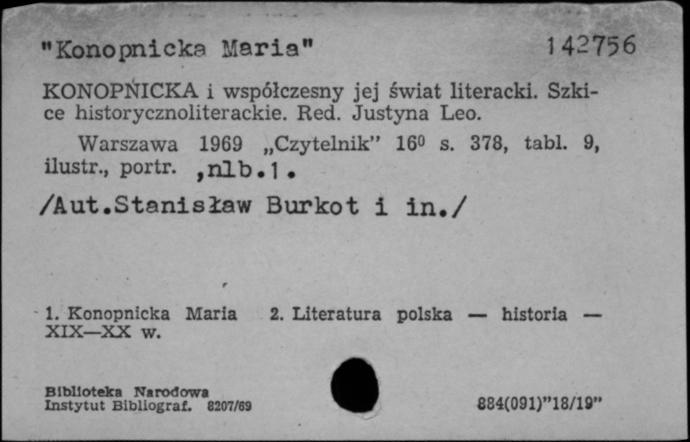 "Konopnicka Maria" 142756
KONOPNICKA i współczesny jej świat literacki. Szki-
ce historycznoliterackie. Red. Justyna Leo.
Warszawa 1969 „Czytelnik” 16⁰ s. 378, tabl. 9,
ilustr., portr. ,nlb.1.
/Aut.Stanisław Burkot i in./
1. Konopnicka Maria 2. Literatura polska — historia —
XIX—XX w.
Biblioteka Narodowa
Instytut Bibliograf. 8207/69 884(091)”18/19”